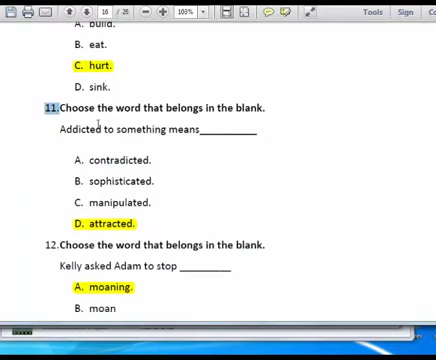 16 / 26
103%
Tools
Sign
A. build.
B. eat.
C. hurt.
D. sink.
11.Choose the word that belongs in the blank.
Addicted to something means__________
A. contradicted.
B. sophisticated.
C. manipulated.
D. attracted.
12.Choose the word that belongs in the blank.
Kelly asked Adam to stop _________
A. moaning.
B. moan